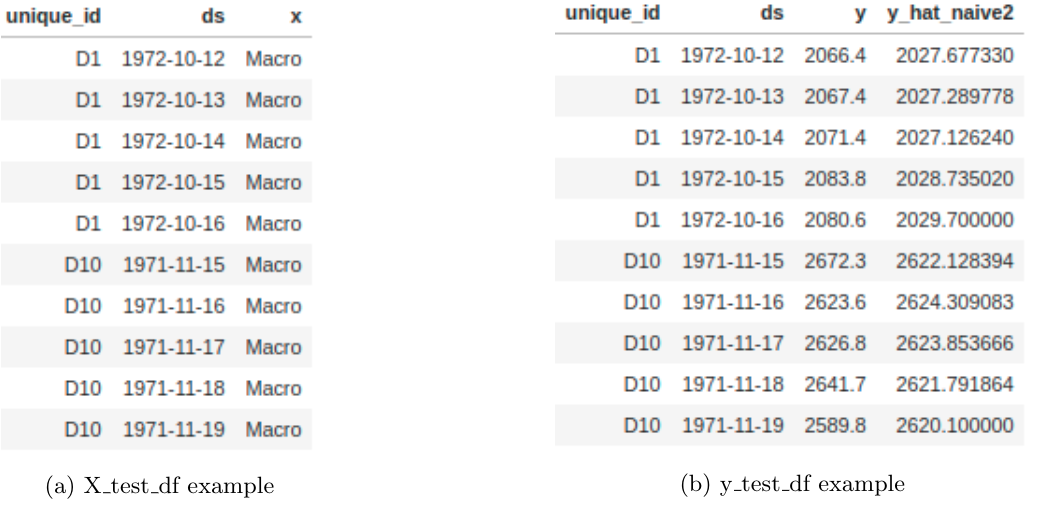 unique_id ds x
D1 1972-10-12 Macro
D1 1972-10-13 Macro
D1 1972-10-14 Macro
D1 1972-10-15 Macro
D1 1972-10-16 Macro
D10 1971-11-15 Macro
D10 1971-11-16 Macro
D10 1971-11-17 Macro
D10 1971-11-18 Macro
D10 1971-11-19 Macro
(a) X_test_df example
unique_id ds y y_hat_naive2
D1 1972-10-12 2066.4 2027.677330
D1 1972-10-13 2067.4 2027.289778
D1 1972-10-14 2071.4 2027.126240
D1 1972-10-15 2083.8 2028.735020
D1 1972-10-16 2080.6 2029.700000
D10 1971-11-15 2672.3 2622.128394
D10 1971-11-16 2623.6 2624.309083
D10 1971-11-17 2626.8 2623.853666
D10 1971-11-18 2641.7 2621.791864
D10 1971-11-19 2589.8 2620.100000
(b) y_test_df example